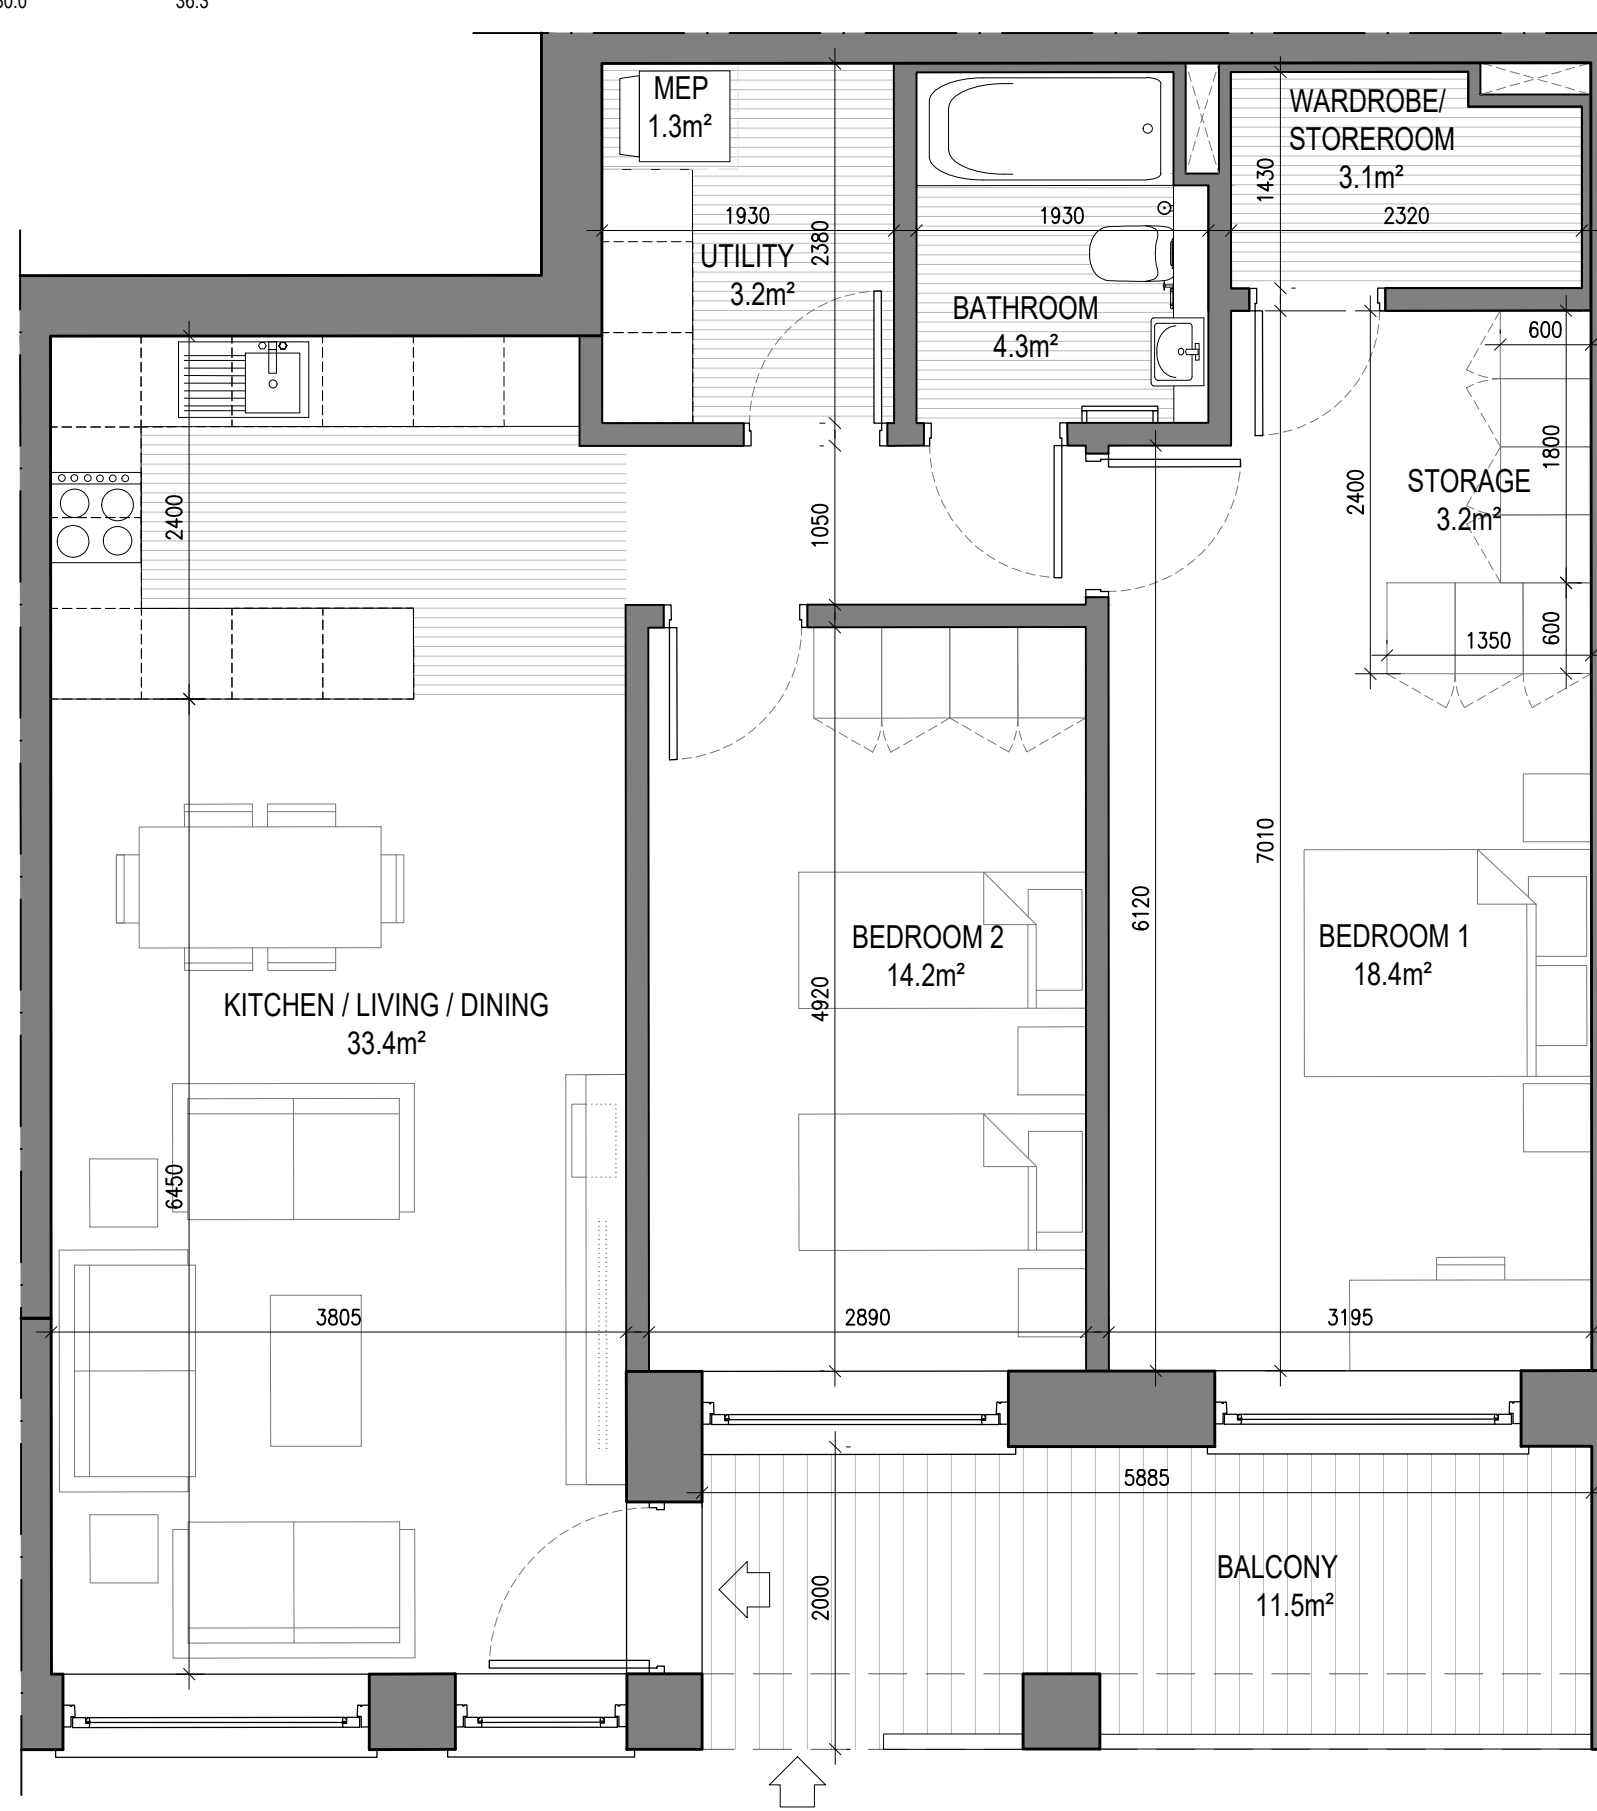 36.3
MEP
1.3m²
WARDROBE/
STOREROOM
3.1m²
1430
1930
2380
1930
2320
UTILITY
3.2m²
BATHROOM
4.3m²
600
1800
2400
STORAGE
3.2m²
2400
1050
600
1350
7010
6120
BEDROOM 2
14.2m²
BEDROOM 1
18.4m²
4920
KITCHEN / LIVING / DINING
33.4m²
6450
3805
2890
3195
5885
BALCONY
11.5m²
2000